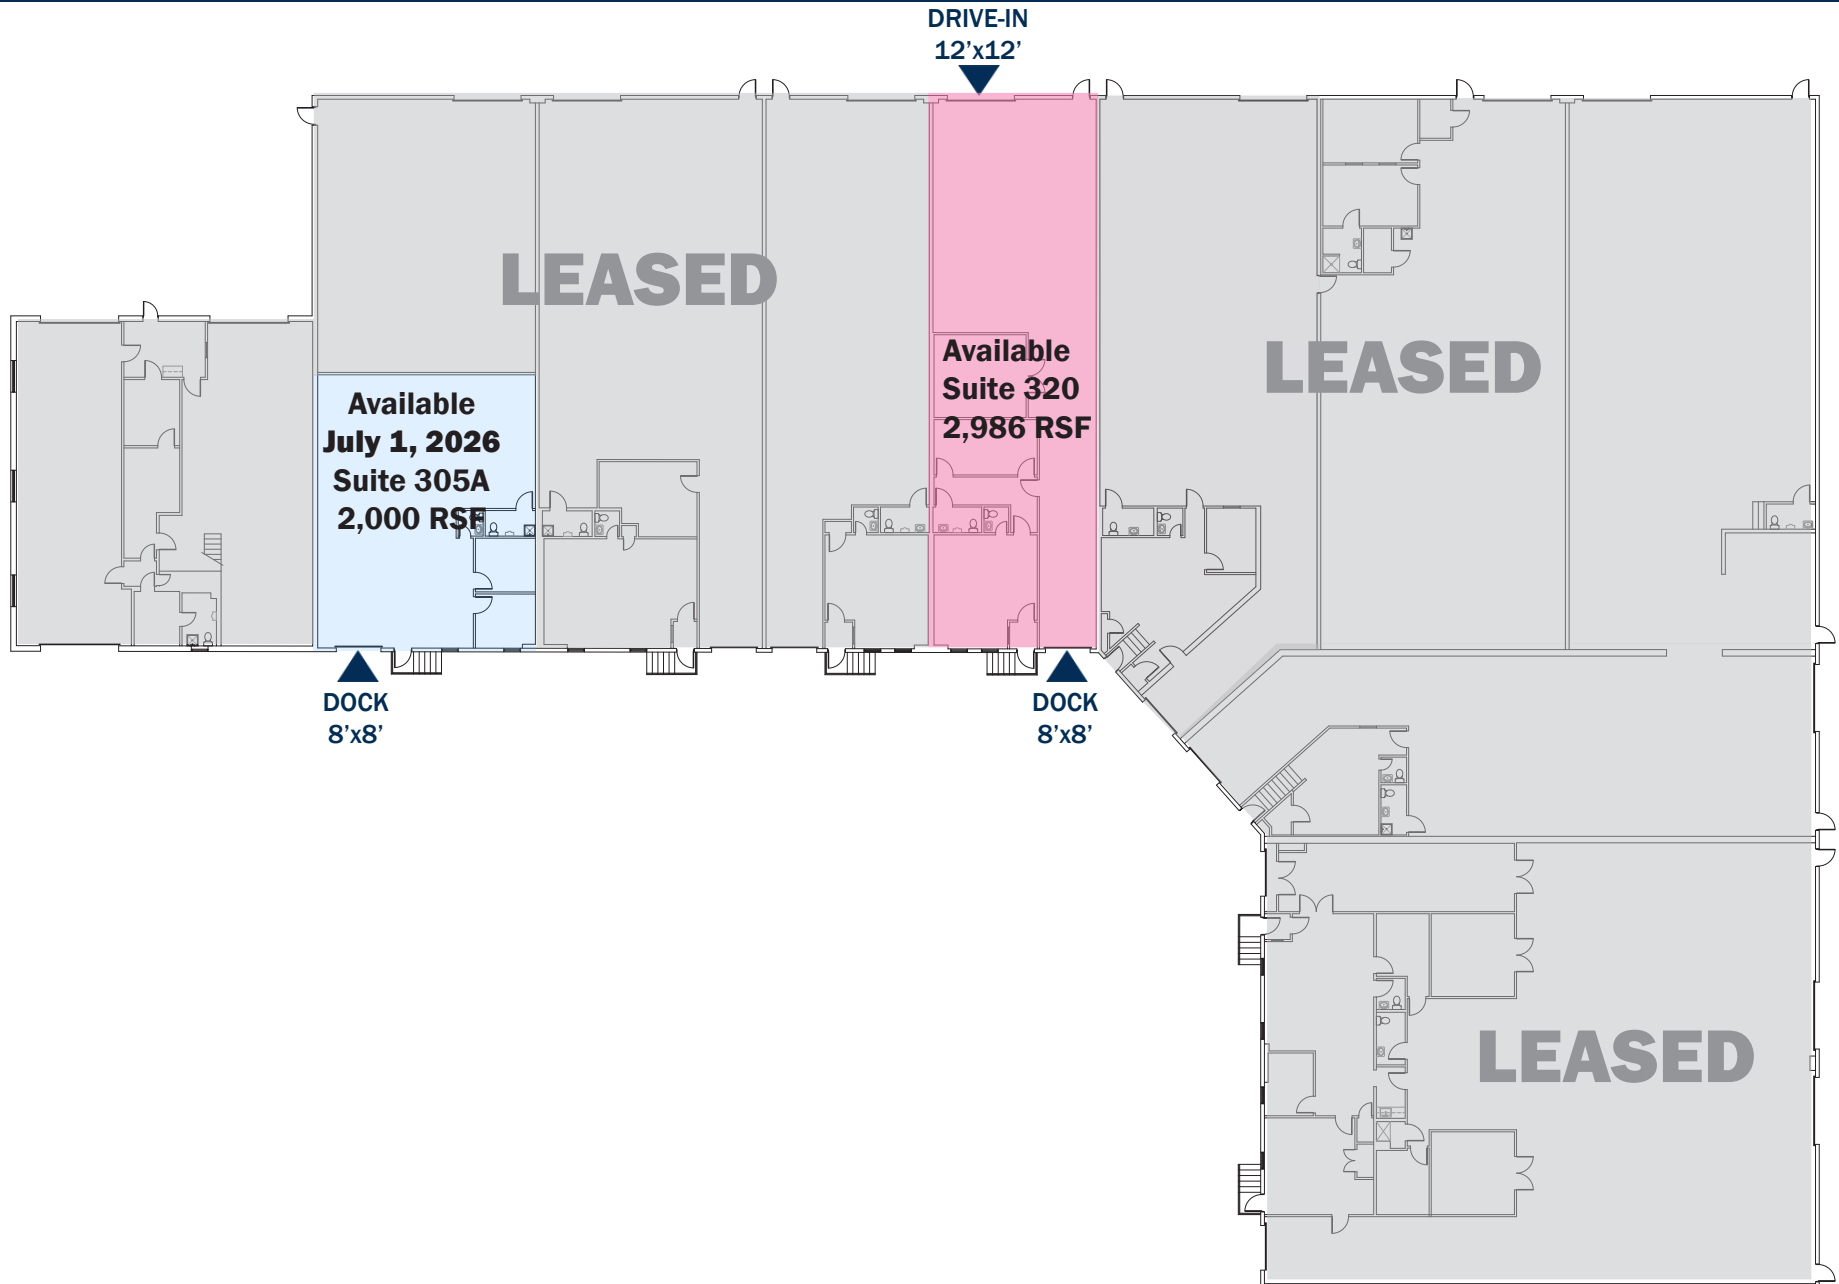 DRIVE-IN
12’x12’
LEASED
LEASED
Available
Suite 320
2,986 RSF
Available
July 1, 2026
Suite 305A
2,000 RSF
DOCK
8’x8’
DOCK
8’x8’
LEASED